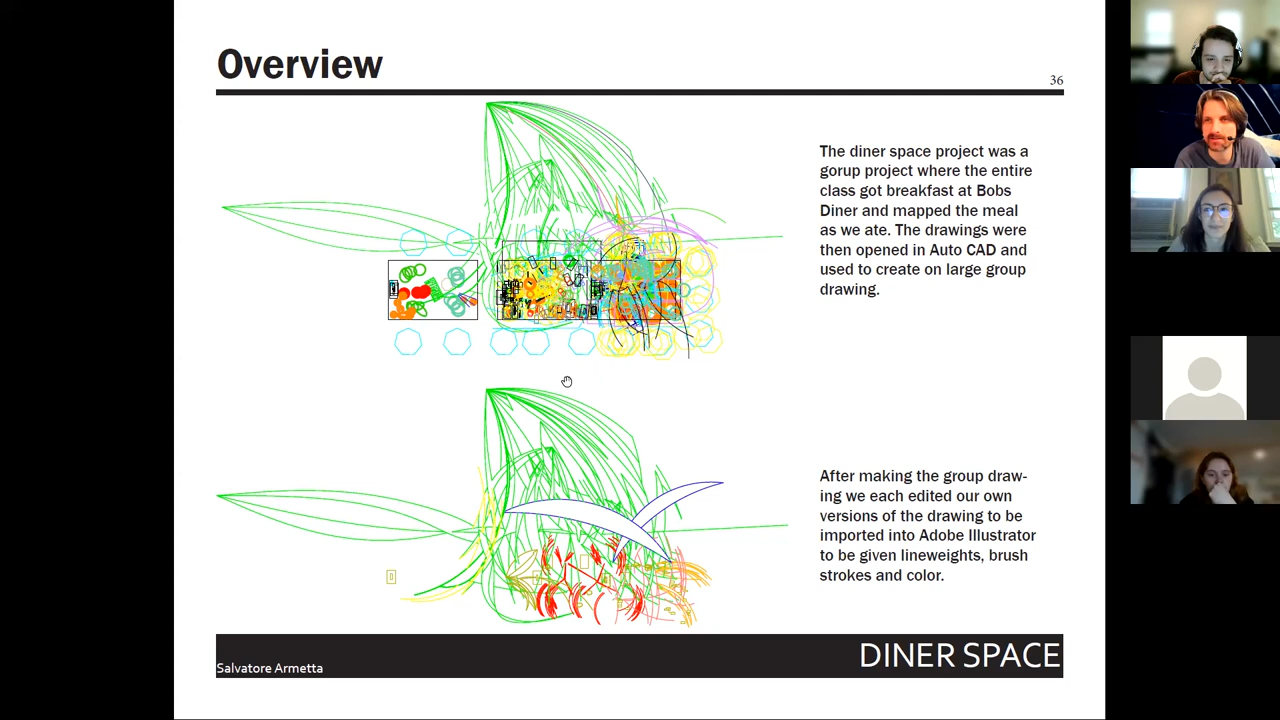 Overview
36
The diner space project was a
gorup project where the entire
class got breakfast at Bobs
Diner and mapped the meal
as we ate. The drawings were
then opened in Auto CAD and
used to create on large group
drawing.
After making the group draw-
ing we each edited our own
versions of the drawing to be
imported into Adobe Illustrator
to be given lineweights, brush
strokes and color.
Salvatore Armetta
DINER SPACE